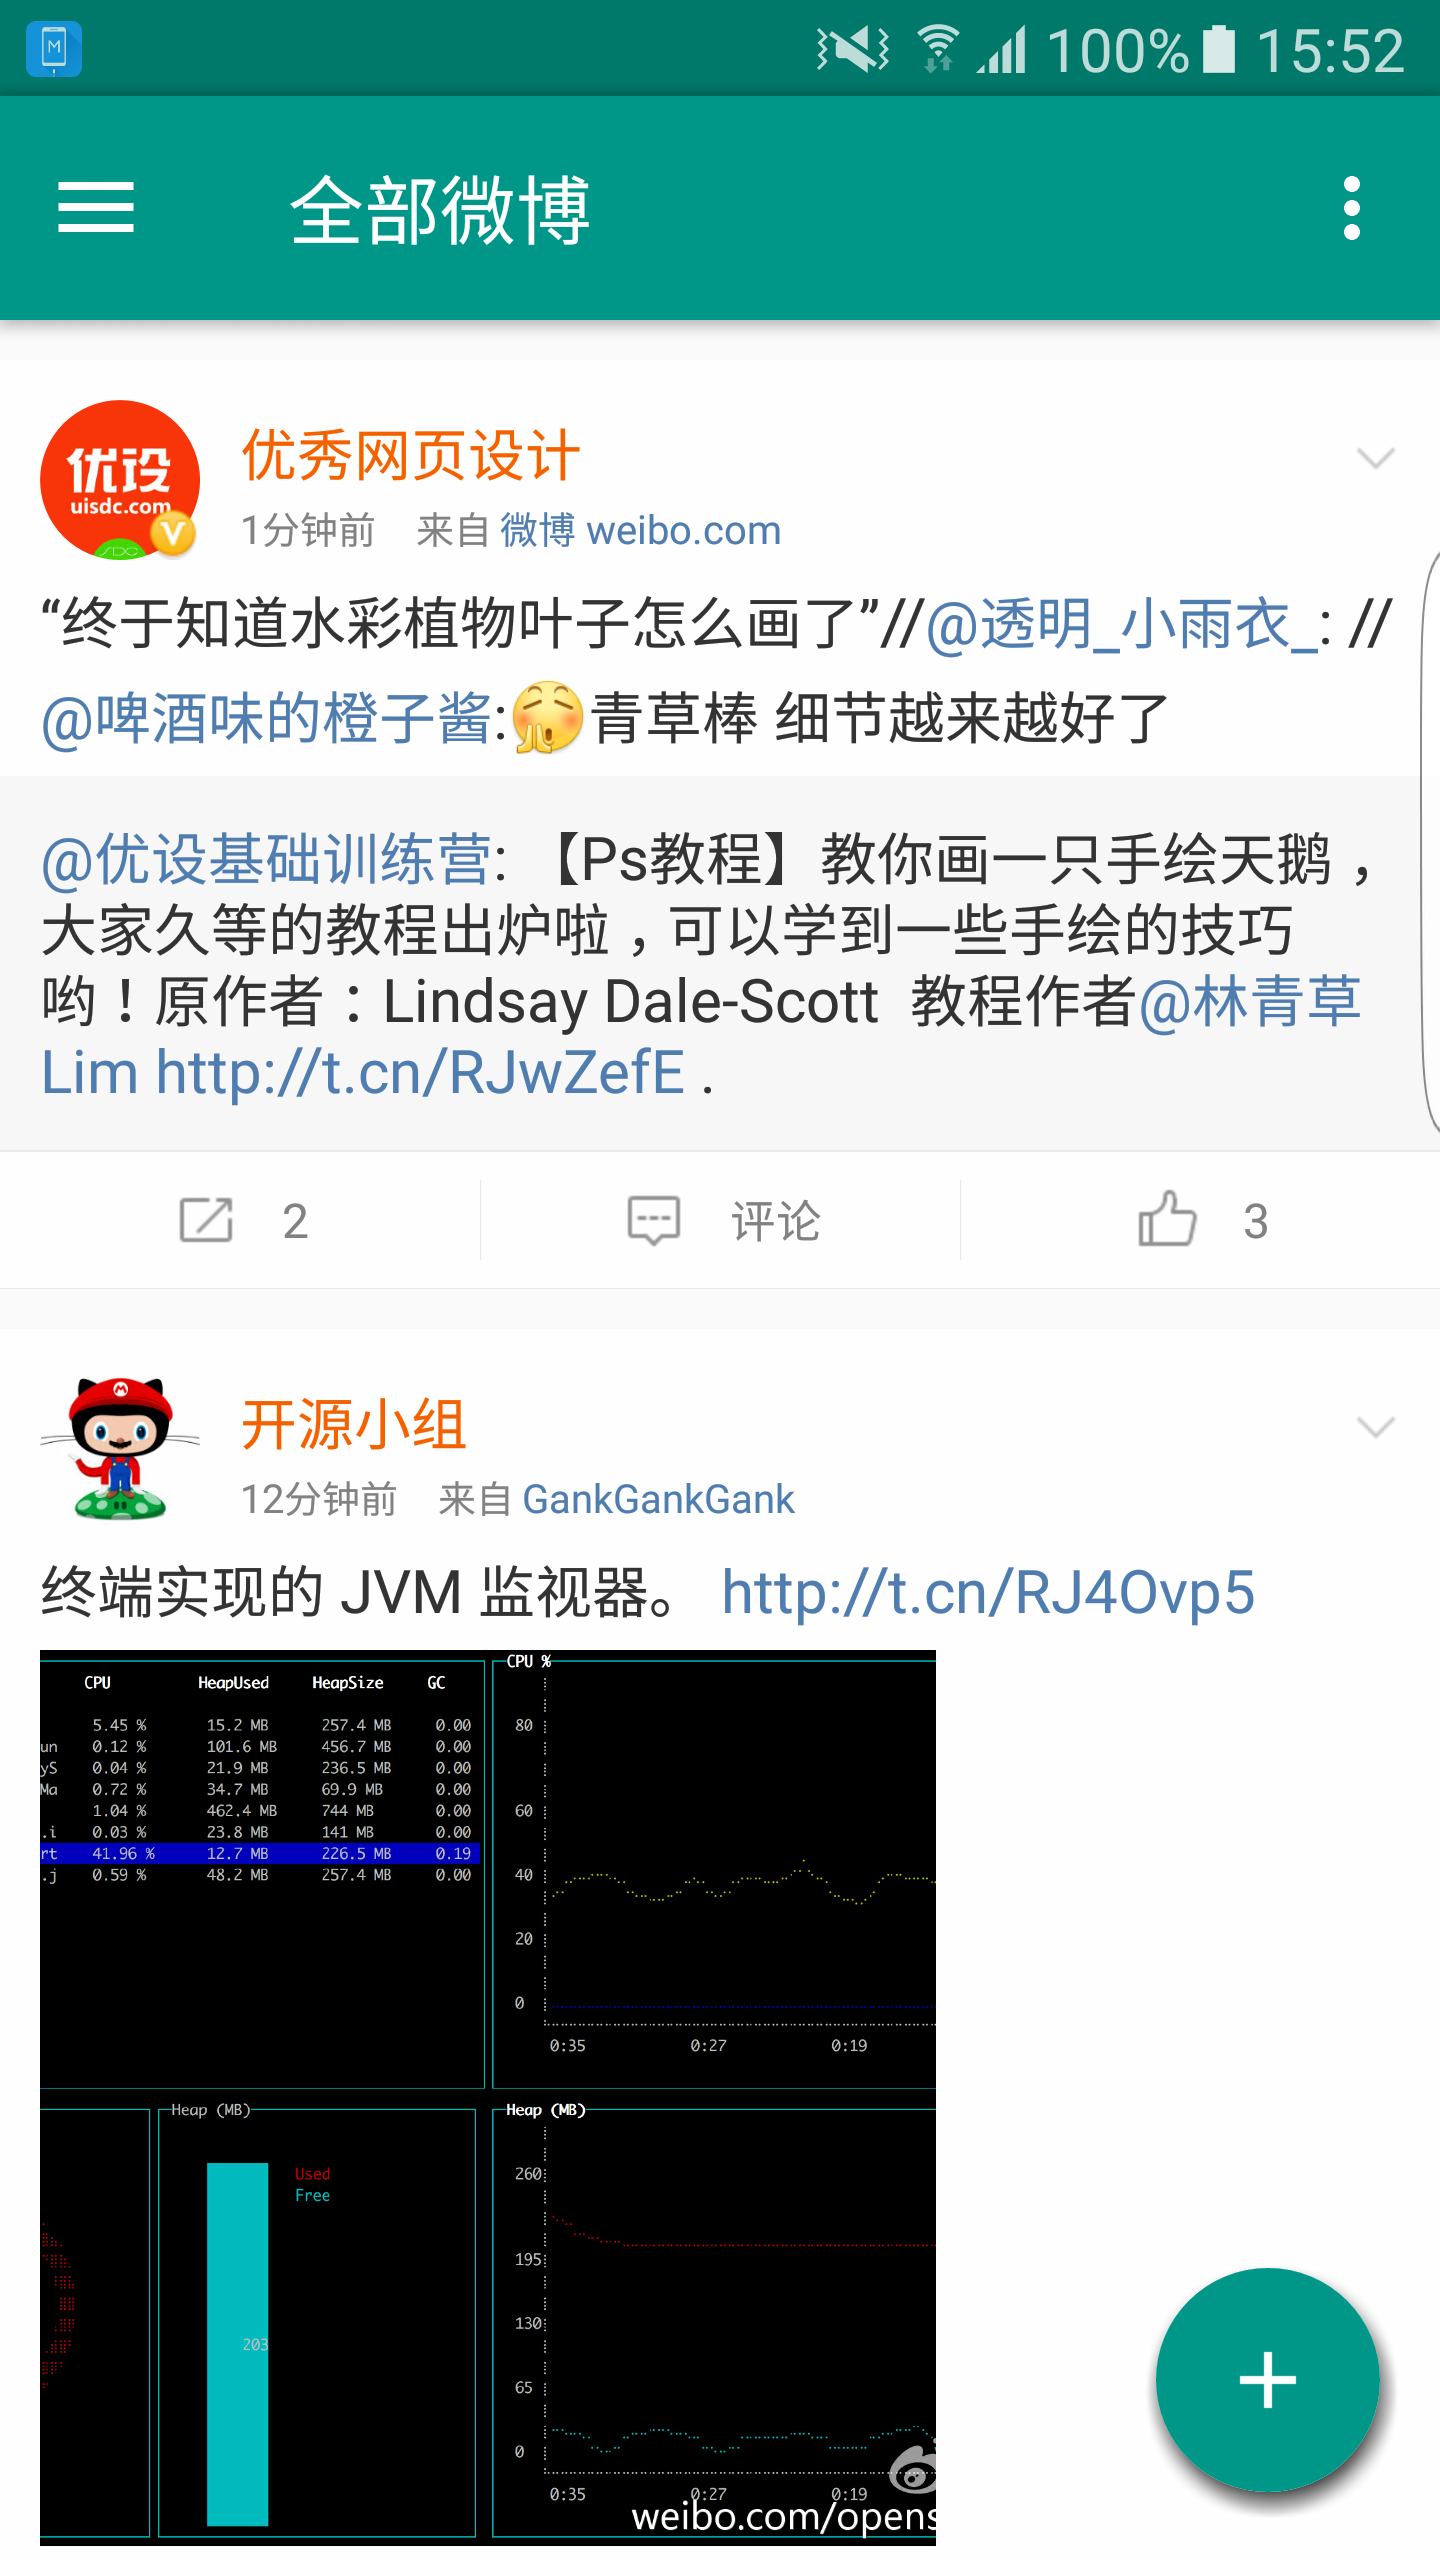 M
100% 15:52
全部微博
优设
uisdc.com
V
SDC
优秀网页设计
1分钟前 来自 微博 weibo.com
“终于知道水彩植物叶子怎么画了”//@透明_小雨衣_: //
@啤酒味的橙子酱:青草棒 细节越来越好了
@优设基础训练营: 【Ps教程】教你画一只手绘天鹅，
大家久等的教程出炉啦，可以学到一些手绘的技巧
哟！原作者：Lindsay Dale-Scott 教程作者@林青草
Lim http://t.cn/RJwZefE .
2 评论 3
M
开源小组
12分钟前 来自 GankGankGank
终端实现的 JVM 监视器。 http://t.cn/RJ4Ovp5
CPU HeapUsed HeapSize GC
5.45 % 15.2 MB 257.4 MB 0.00
un 0.12 % 101.6 MB 456.7 MB 0.00
yS 0.04 % 21.9 MB 236.5 MB 0.00
Ma 0.72 % 34.7 MB 69.9 MB 0.00
1.04 % 462.4 MB 744 MB 0.00
.i 0.03 % 23.8 MB 141 MB 0.00
rt 41.96 % 12.7 MB 226.5 MB 0.19
.j 0.59 % 48.2 MB 257.4 MB 0.00
CPU %
80
60
40
20
0
0:35 0:27 0:19
Heap (MB)
Used
Free
203
Heap (MB)
260
195
130
65
0
0:35 0:27 0:19
weibo.com/opens